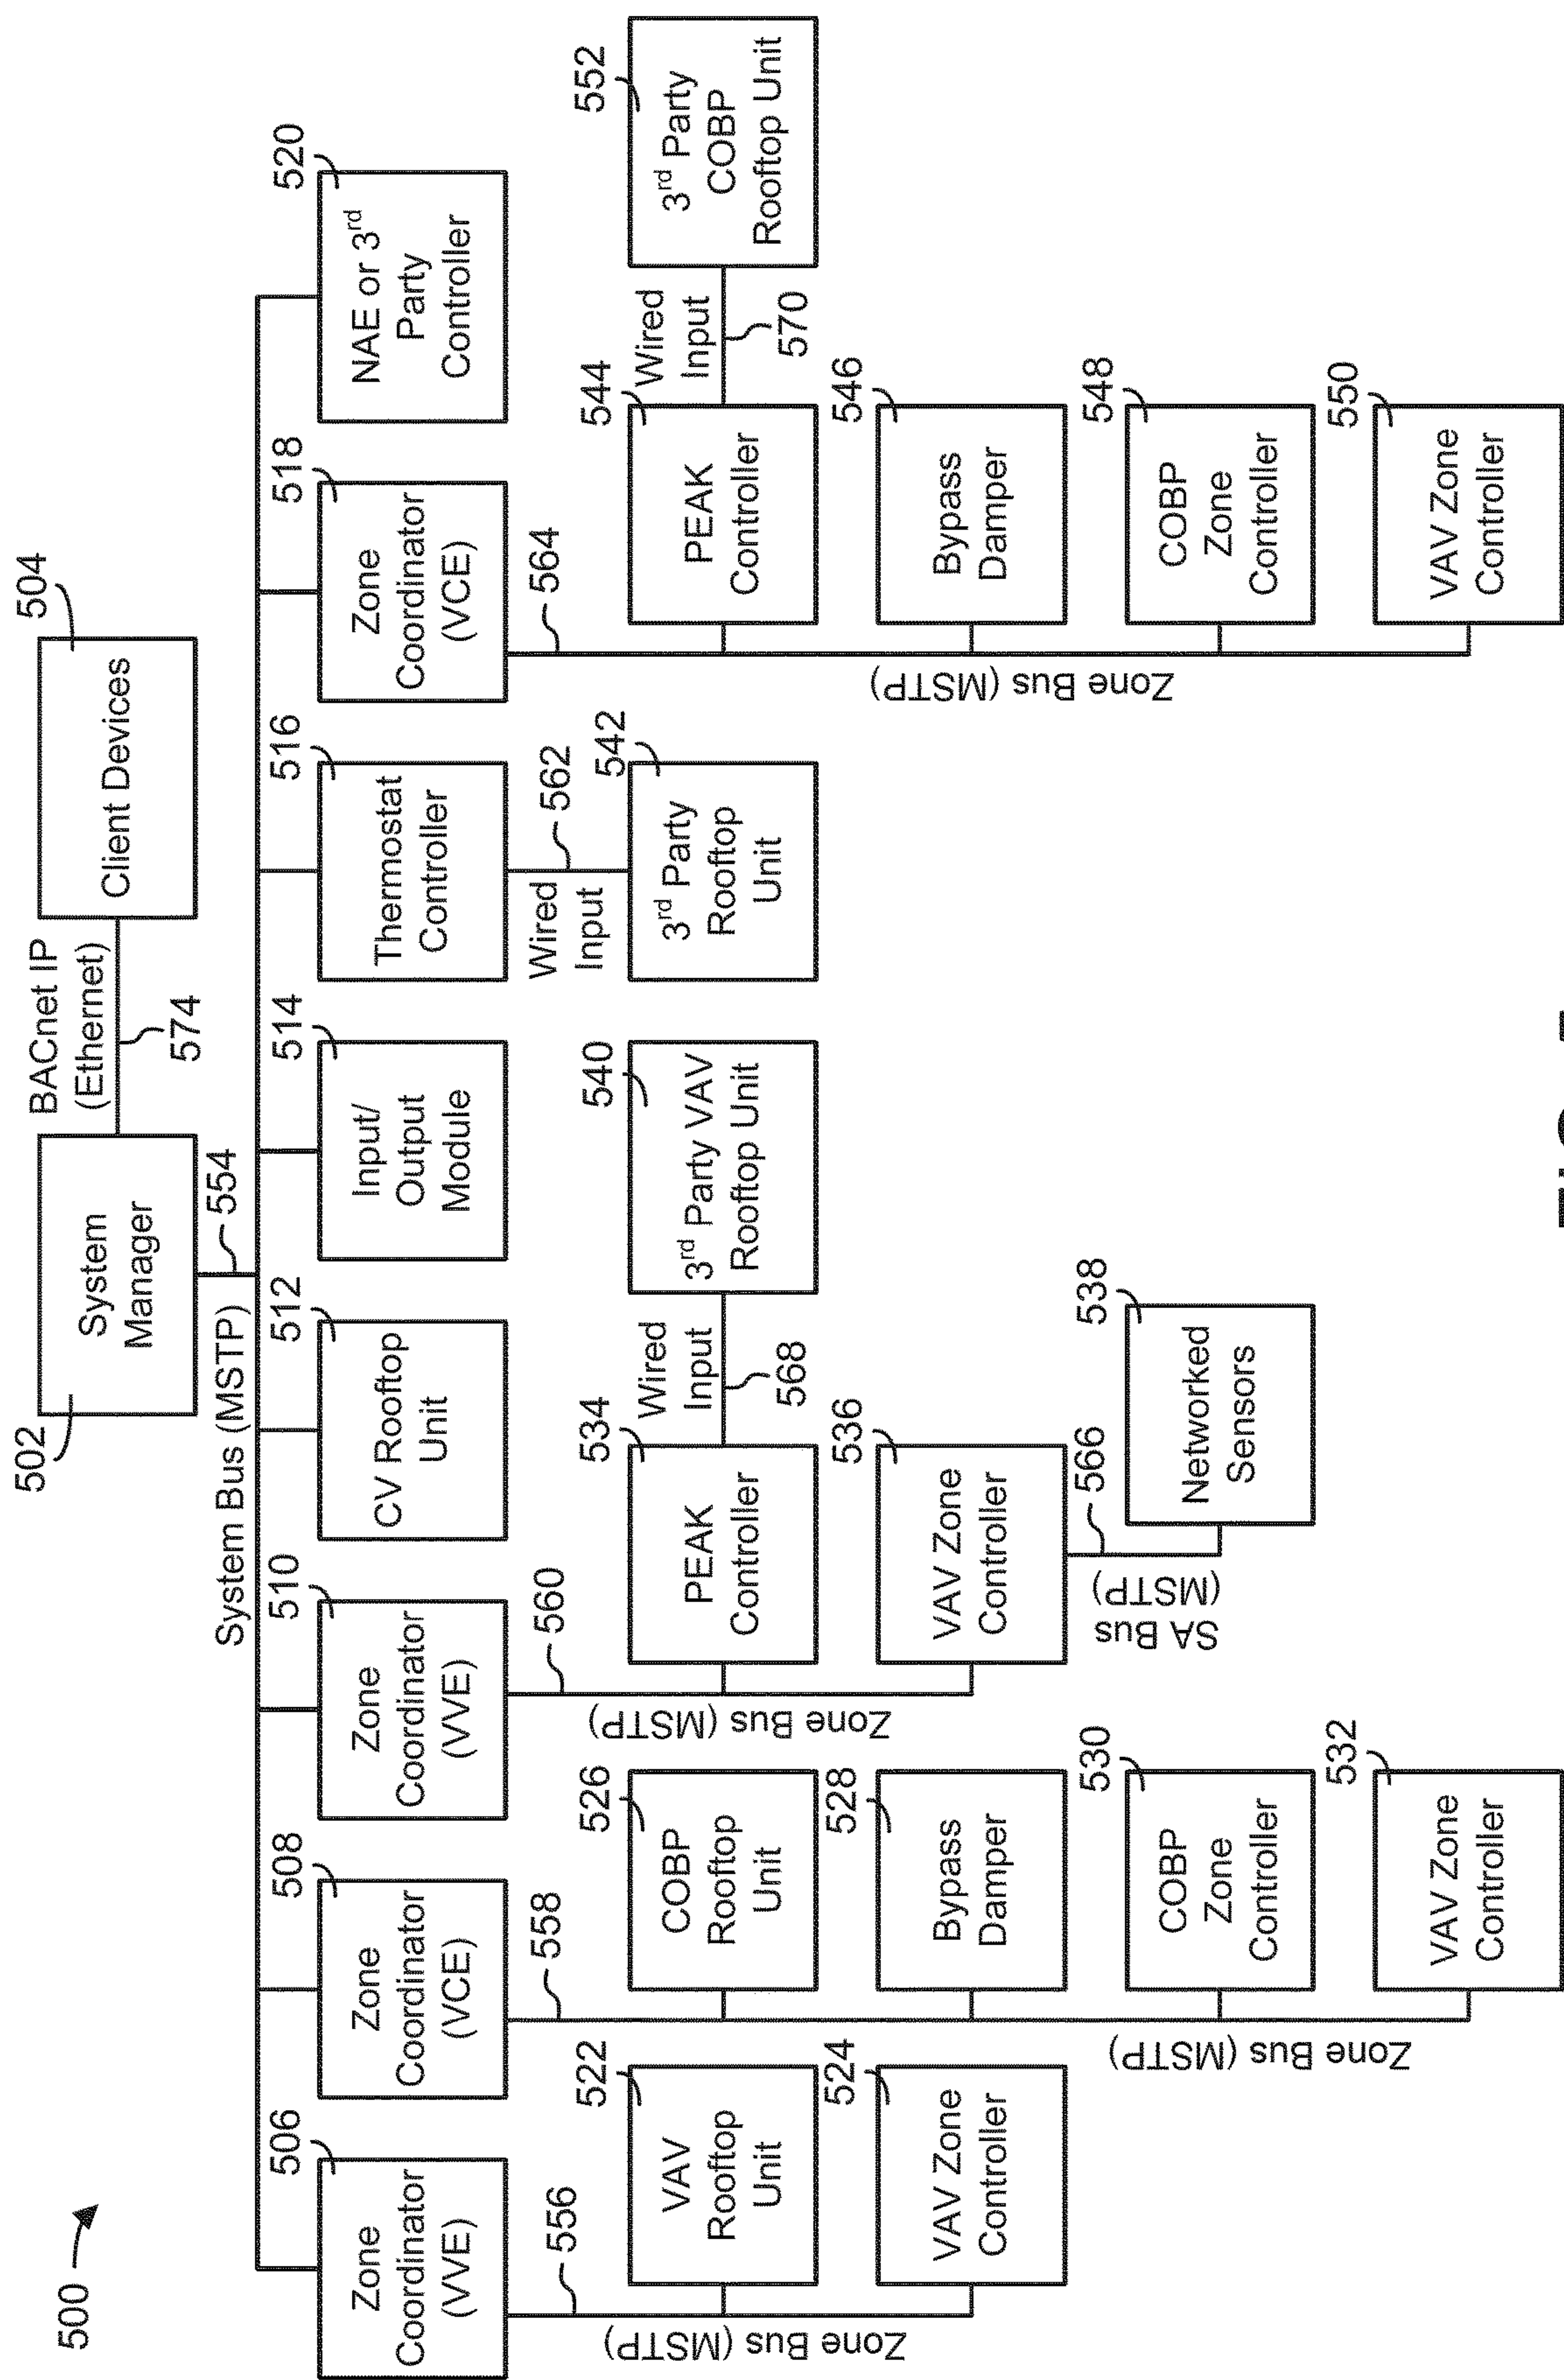 500
502
System
Manager
BACnet IP
(Ethernet)
574
504
Client Devices
System Bus (MSTP)
554
506
Zone
Coordinator
(VVE)
508
Zone
Coordinator
(VCE)
510
Zone
Coordinator
(VVE)
512
CV Rooftop
Unit
514
Input/
Output
Module
516
Thermostat
Controller
518
Zone
Coordinator
(VCE)
520
NAE or 3rd
Party
Controller
556
Zone Bus (MSTP)
522
VAV
Rooftop
Unit
524
VAV Zone
Controller
558
Zone Bus (MSTP)
526
COBP
Rooftop
Unit
528
Bypass
Damper
530
COBP
Zone
Controller
532
VAV Zone
Controller
560
Zone Bus (MSTP)
534
PEAK
Controller
Wired
Input
568
540
3rd Party VAV
Rooftop Unit
536
VAV Zone
Controller
566
SA Bus
(MSTP)
538
Networked
Sensors
Wired
Input
562
542
3rd Party
Rooftop
Unit
564
Zone Bus (MSTP)
544
PEAK
Controller
Wired
Input
570
552
3rd Party
COBP
Rooftop Unit
546
Bypass
Damper
548
COBP
Zone
Controller
550
VAV Zone
Controller